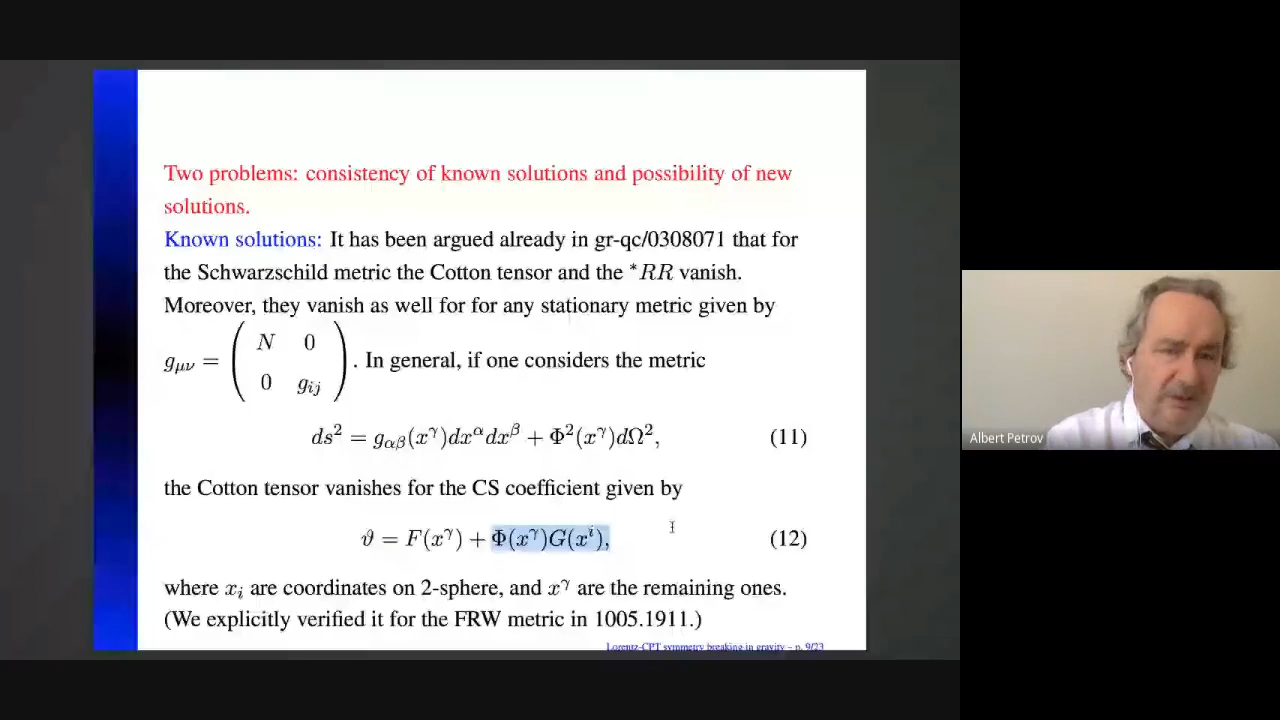 Two problems: consistency of known solutions and possibility of new
solutions.
Known solutions: It has been argued already in gr-qc/0308071 that for
the Schwarzschild metric the Cotton tensor and the *RR vanish.
Moreover, they vanish as well for for any stationary metric given by
g_{μν} = ( N 0 ; 0 g_{ij} ) . In general, if one considers the metric
ds² = g_{αβ}(x^γ)dx^αdx^β + Φ²(x^γ)dΩ², (11)
the Cotton tensor vanishes for the CS coefficient given by
ϑ = F(x^γ) + Φ(x^γ)G(x^i), (12)
where x_i are coordinates on 2-sphere, and x^γ are the remaining ones.
(We explicitly verified it for the FRW metric in 1005.1911.)
Lorentz-CPT symmetry breaking in gravity – p. 9/23
Albert Petrov